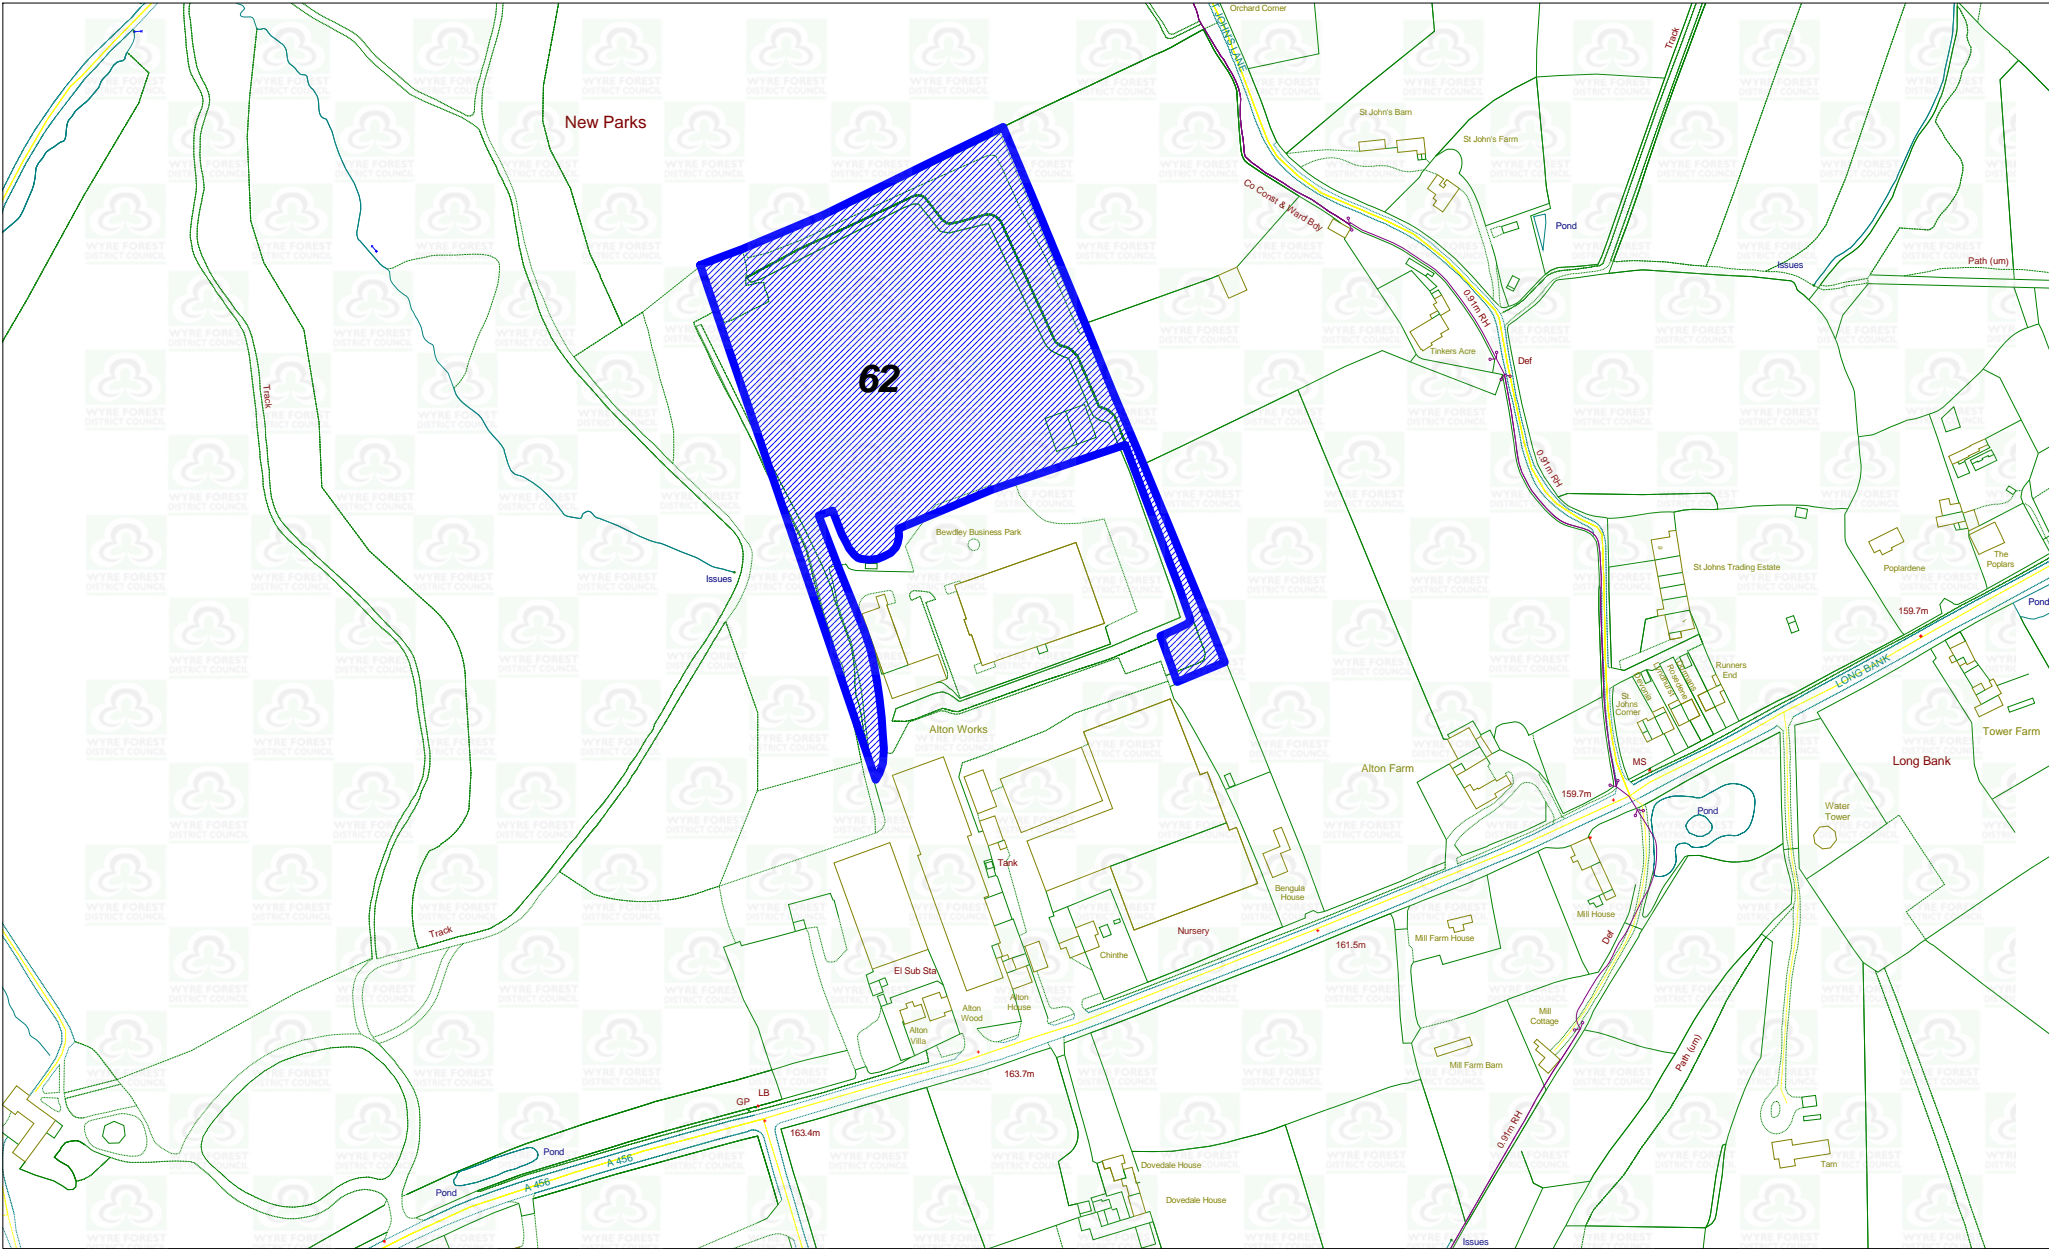 Orchard Corner
ST JOHN'S LANE
Track
New Parks
St John's Barn
St John's Farm
Co Const & Ward Bdy
Pond
Issues
Path (um)
0.91m RH
Tinkers Acre
Def
62
Track
0.91m RH
Bewdley Business Park
Issues
St Johns Trading Estate
Poplardene
The
Poplars
Pond
159.7m
LONG BANK
Runners
End
Rosedene
St
Johns
Corner
Alton Works
Tower Farm
Long Bank
MS
Alton Farm
159.7m
Pond
Water
Tower
Tank
Bengula
House
Mill House
Track
Nursery
161.5m
Mill Farm House
Def
Chinthe
El Sub Sta
Alton
House
Alton
Wood
Alton
Villa
Mill
Cottage
Path (um)
Mill Farm Barn
163.7m
LB
GP
163.4m
0.91m RH
Pond
A 456
A 456
Pond
Dovedale House
Dovedale House
Tarn
Issues
WYRE FOREST
DISTRICT COUNCIL